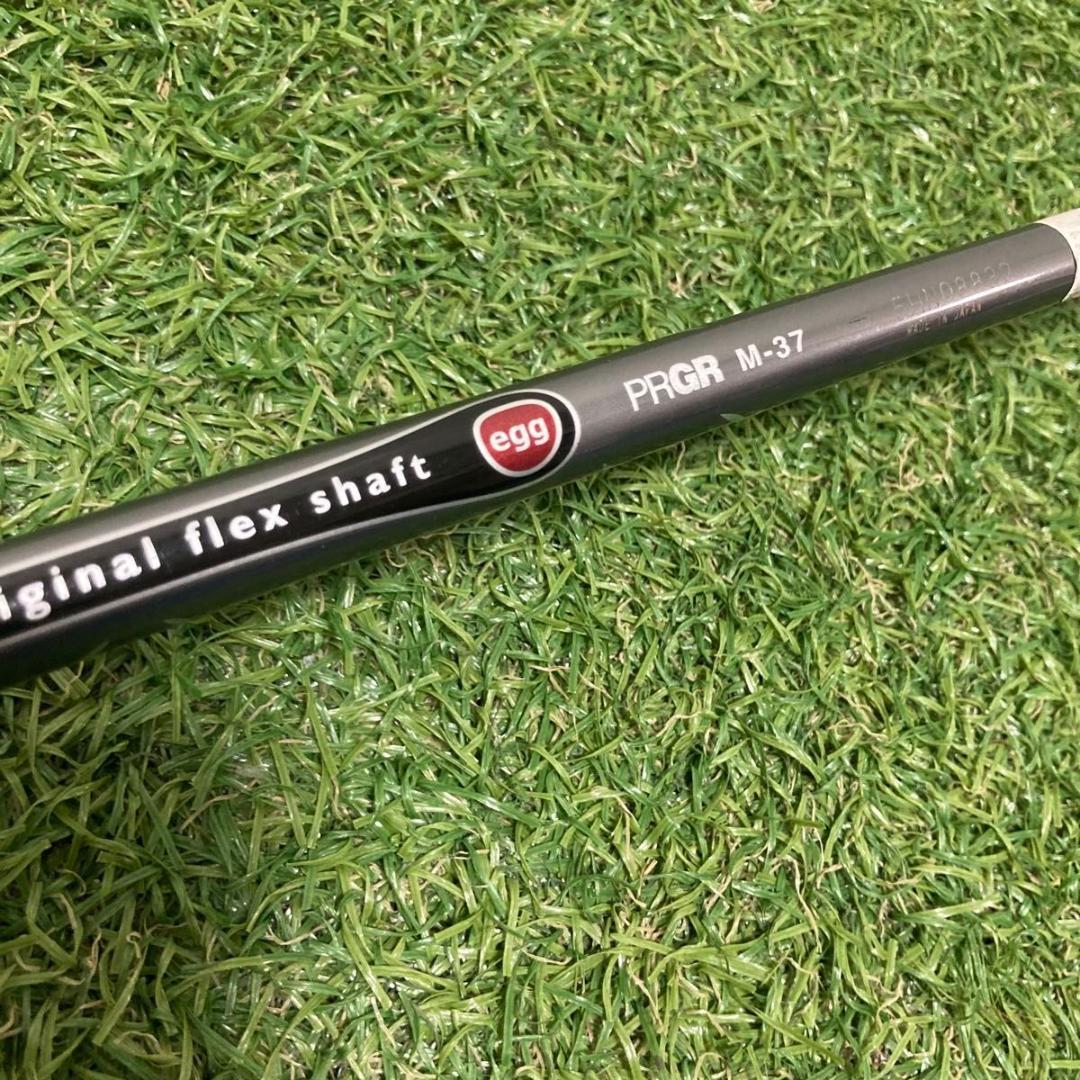 iginal flex shaft
egg
PRGR M-37
MADE IN JAPAN